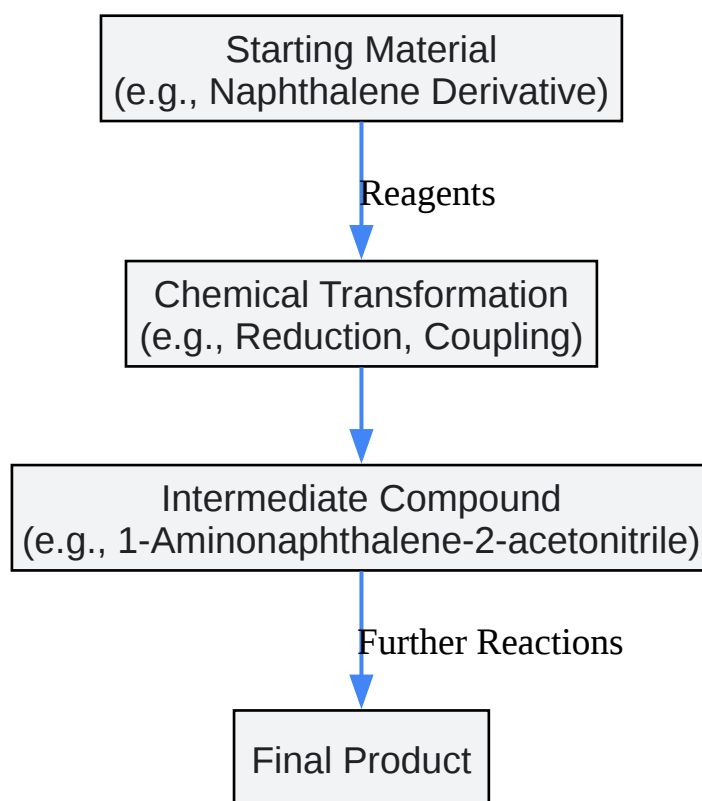 Starting Material
(e.g., Naphthalene Derivative)
Reagents
Chemical Transformation
(e.g., Reduction, Coupling)
Intermediate Compound
(e.g., 1-Aminonaphthalene-2-acetonitrile)
Further Reactions
Final Product